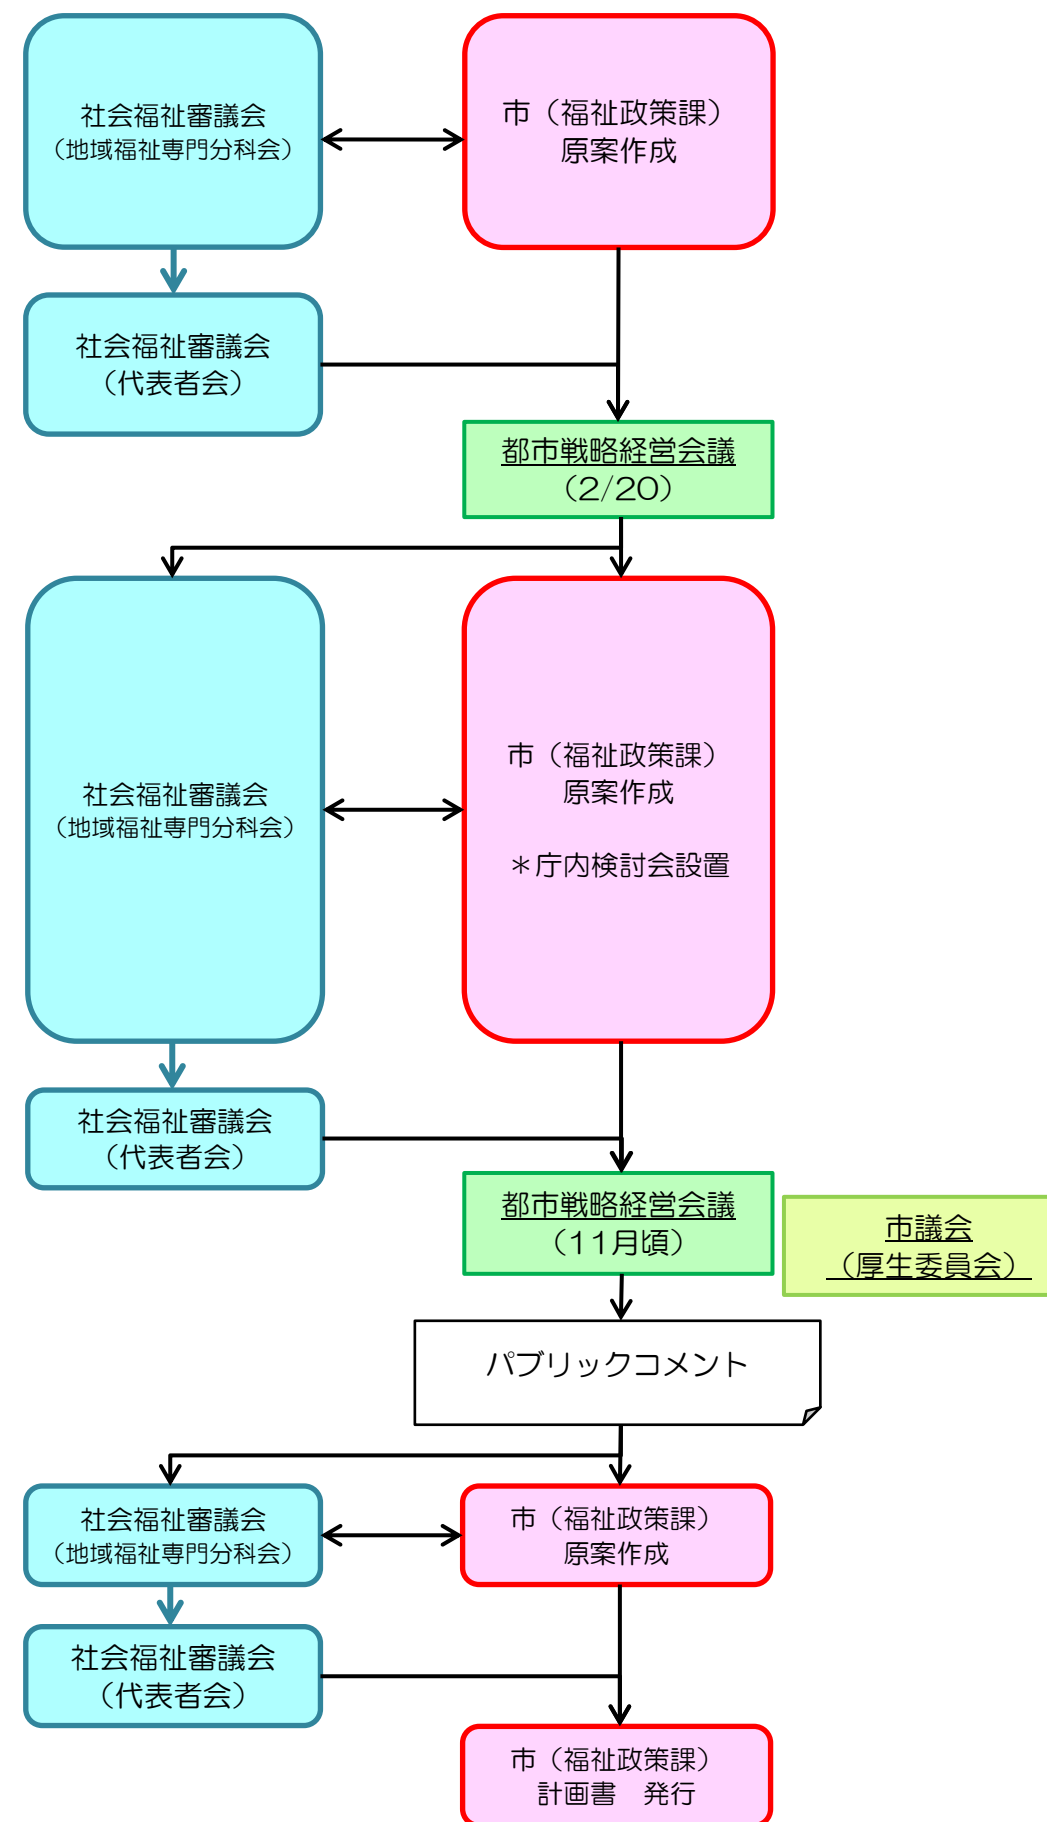 社会福祉審議会
（地域福祉専門分科会）
市（福祉政策課）
原案作成
社会福祉審議会
（代表者会）
都市戦略経営会議
（2/20）
社会福祉審議会
（地域福祉専門分科会）
市（福祉政策課）
原案作成
＊庁内検討会設置
社会福祉審議会
（代表者会）
都市戦略経営会議
（11月頃）
市議会
（厚生委員会）
パブリックコメント
社会福祉審議会
（地域福祉専門分科会）
市（福祉政策課）
原案作成
社会福祉審議会
（代表者会）
市（福祉政策課）
計画書　発行